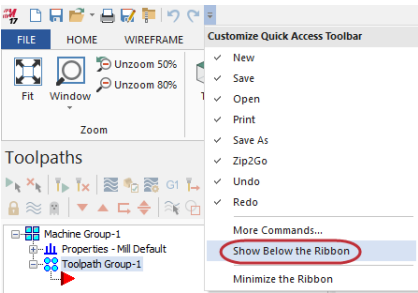 17
Customize Quick Access Toolbar
FILE HOME WIREFRAME
Unzoom 50%
Unzoom 80%
Fit Window
Zoom
New
Save
Open
Print
Save As
Zip2Go
Undo
Redo
More Commands...
Show Below the Ribbon
Minimize the Ribbon
Toolpaths
G1
Machine Group-1
Properties - Mill Default
Toolpath Group-1